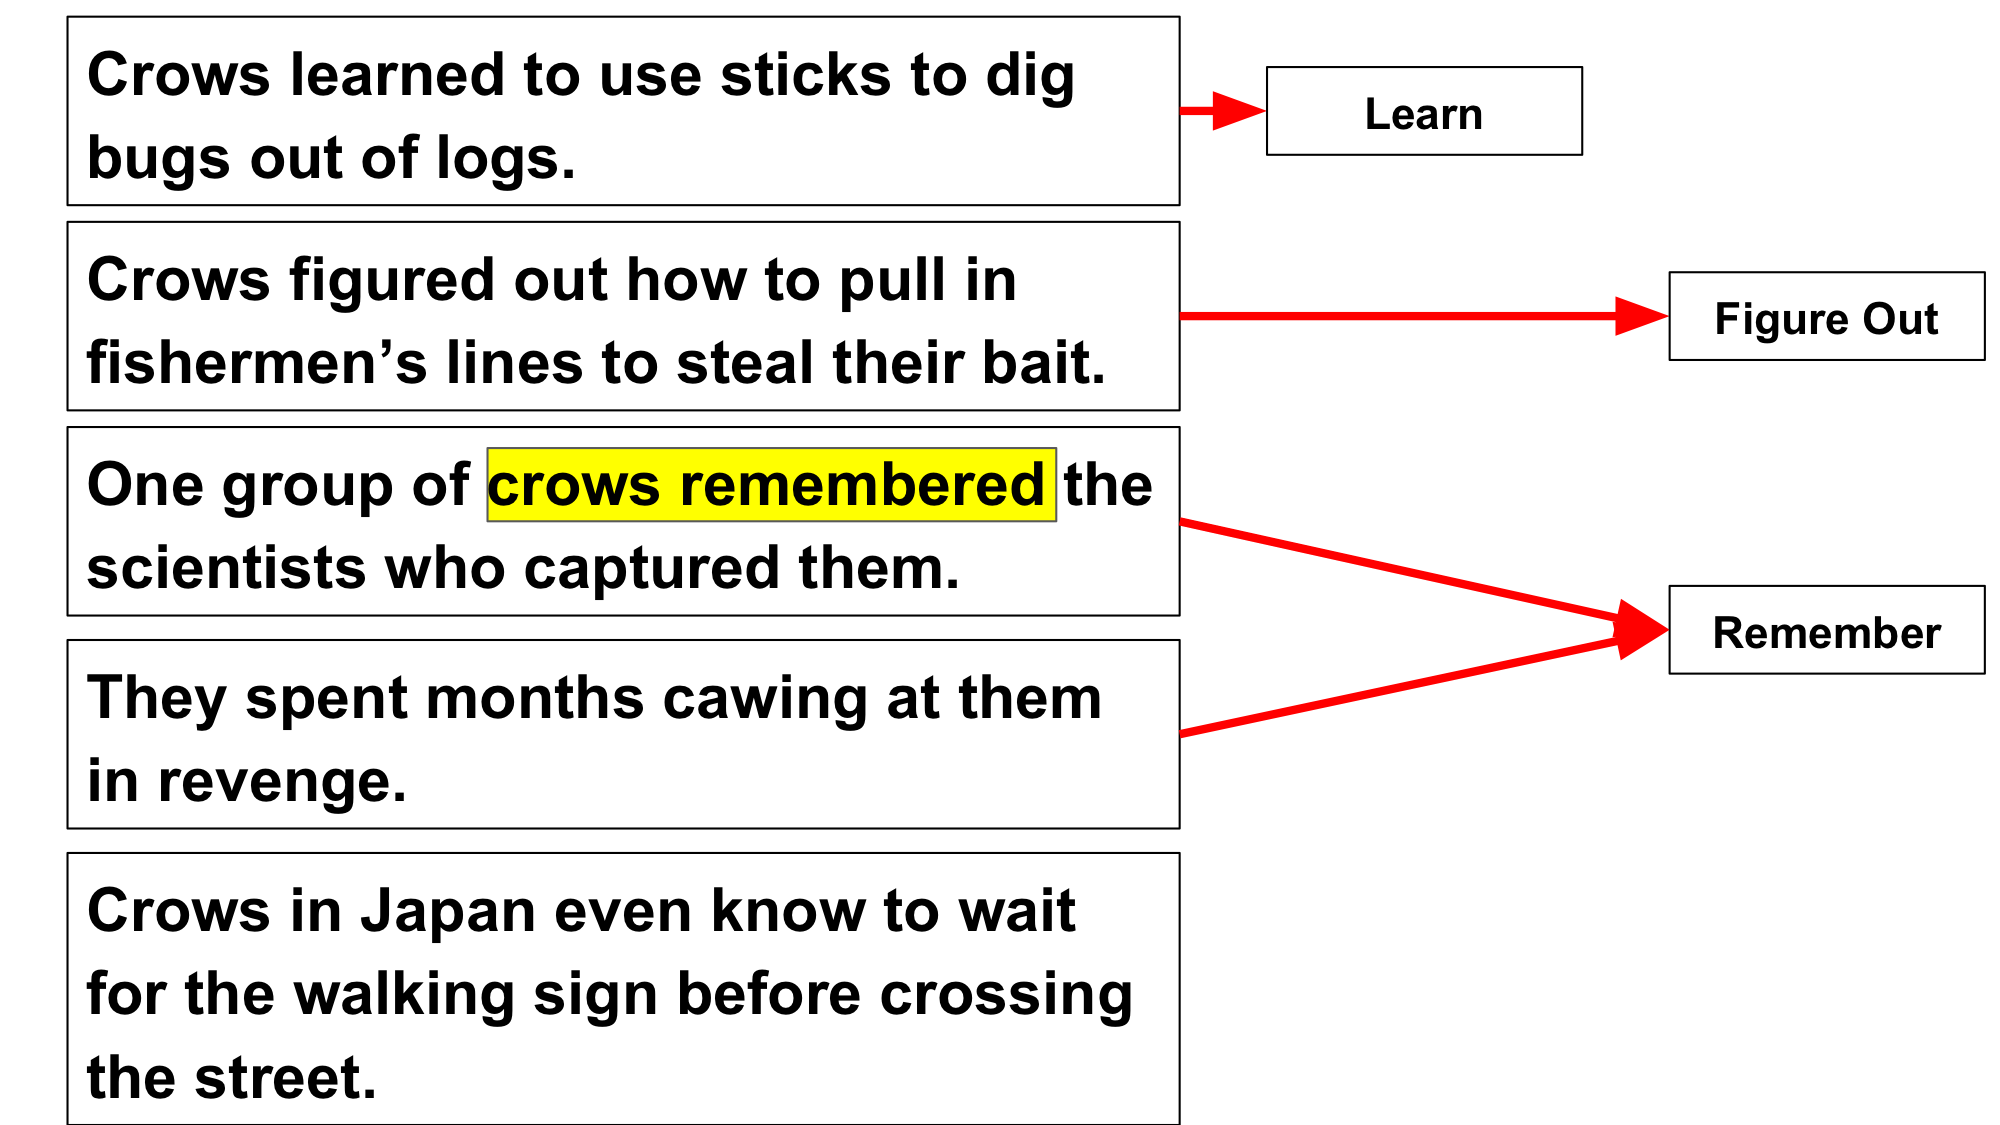 Crows learned to use sticks to dig
bugs out of logs.
Learn
Crows figured out how to pull in
fishermen’s lines to steal their bait.
Figure Out
One group of crows remembered the
scientists who captured them.
Remember
They spent months cawing at them
in revenge.
Crows in Japan even know to wait
for the walking sign before crossing
the street.